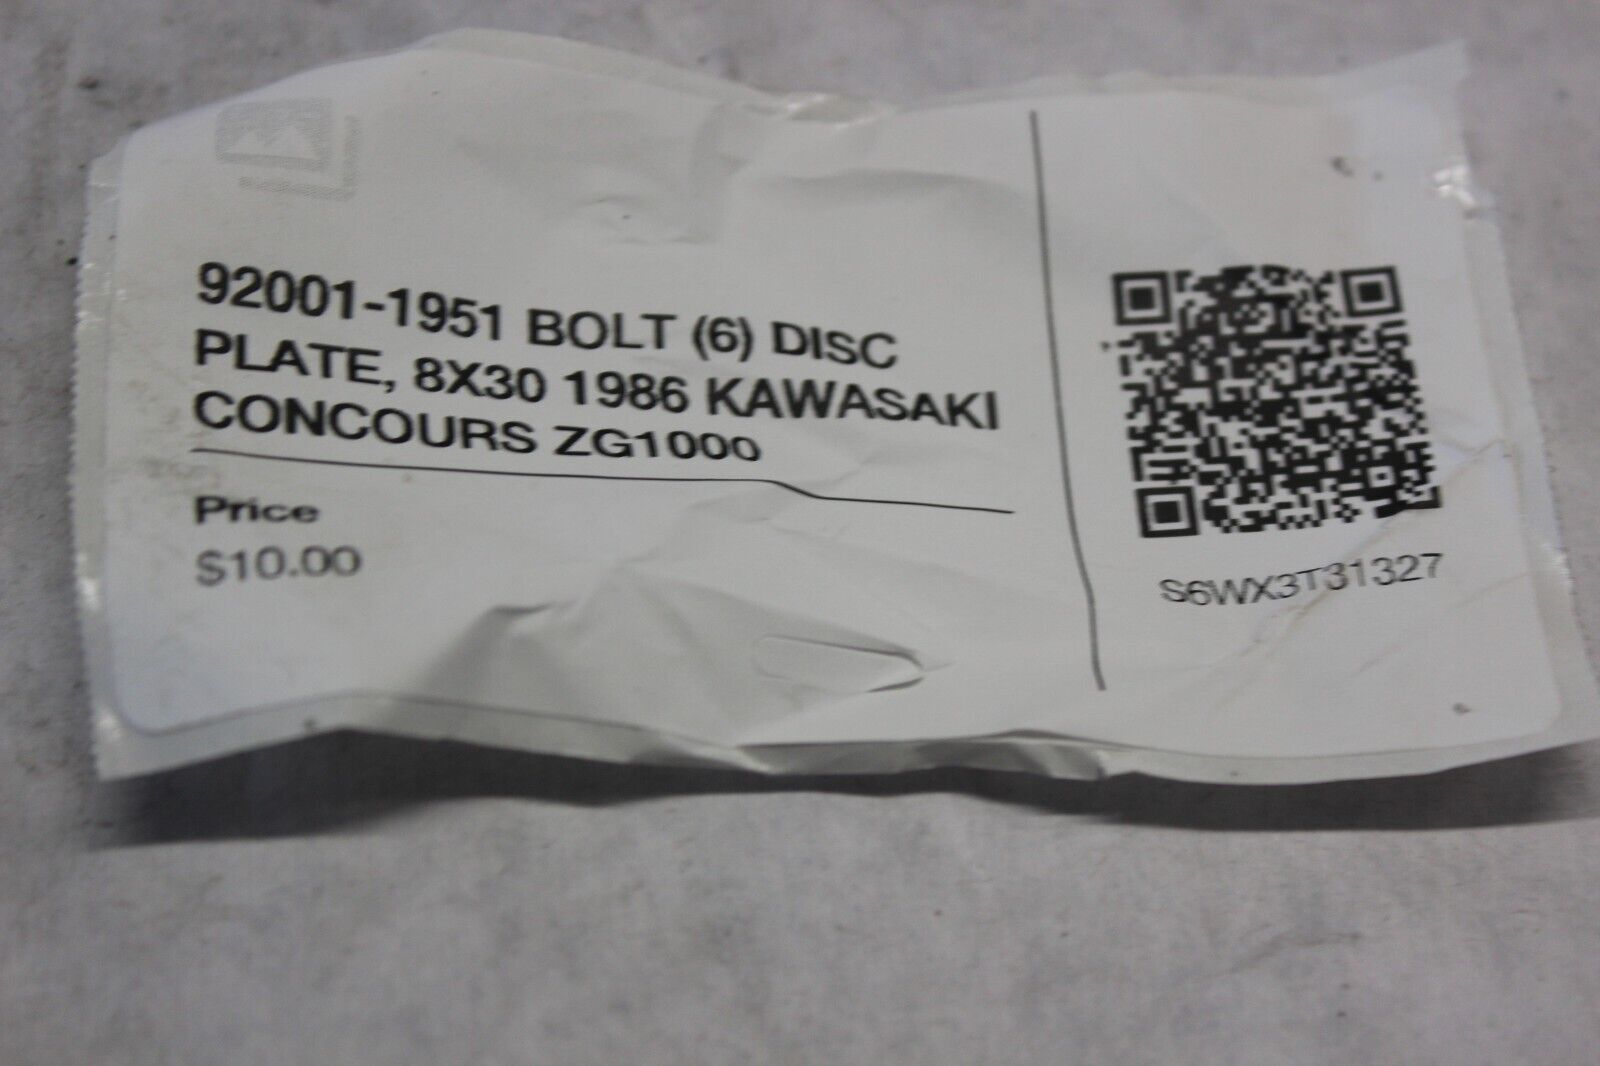 92001-1951 BOLT (6) DISC
PLATE, 8X30 1986 KAWASAKI
CONCOURS ZG1000
Price
$10.00
S6WX3T31327